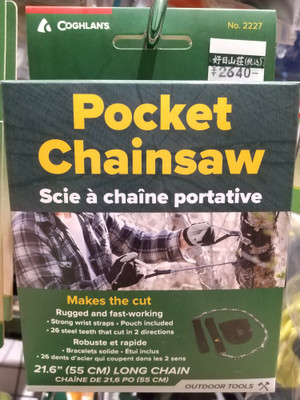 COGHLAN'S
No. 2227
好日山荘(税込)
¥2640-
Pocket
Chainsaw
Scie à chaîne portative
Makes the cut
Rugged and fast-working
• Strong wrist straps • Pouch included
• 26 steel teeth that cut in 2 directions
Robuste et rapide
• Bracelets solide • Étui inclus
• 26 dents d'acier qui coupent dans les 2 sens
21.6" (55 CM) LONG CHAIN
CHAÎNE DE 21,6 PO (55 CM)
OUTDOOR TOOLS